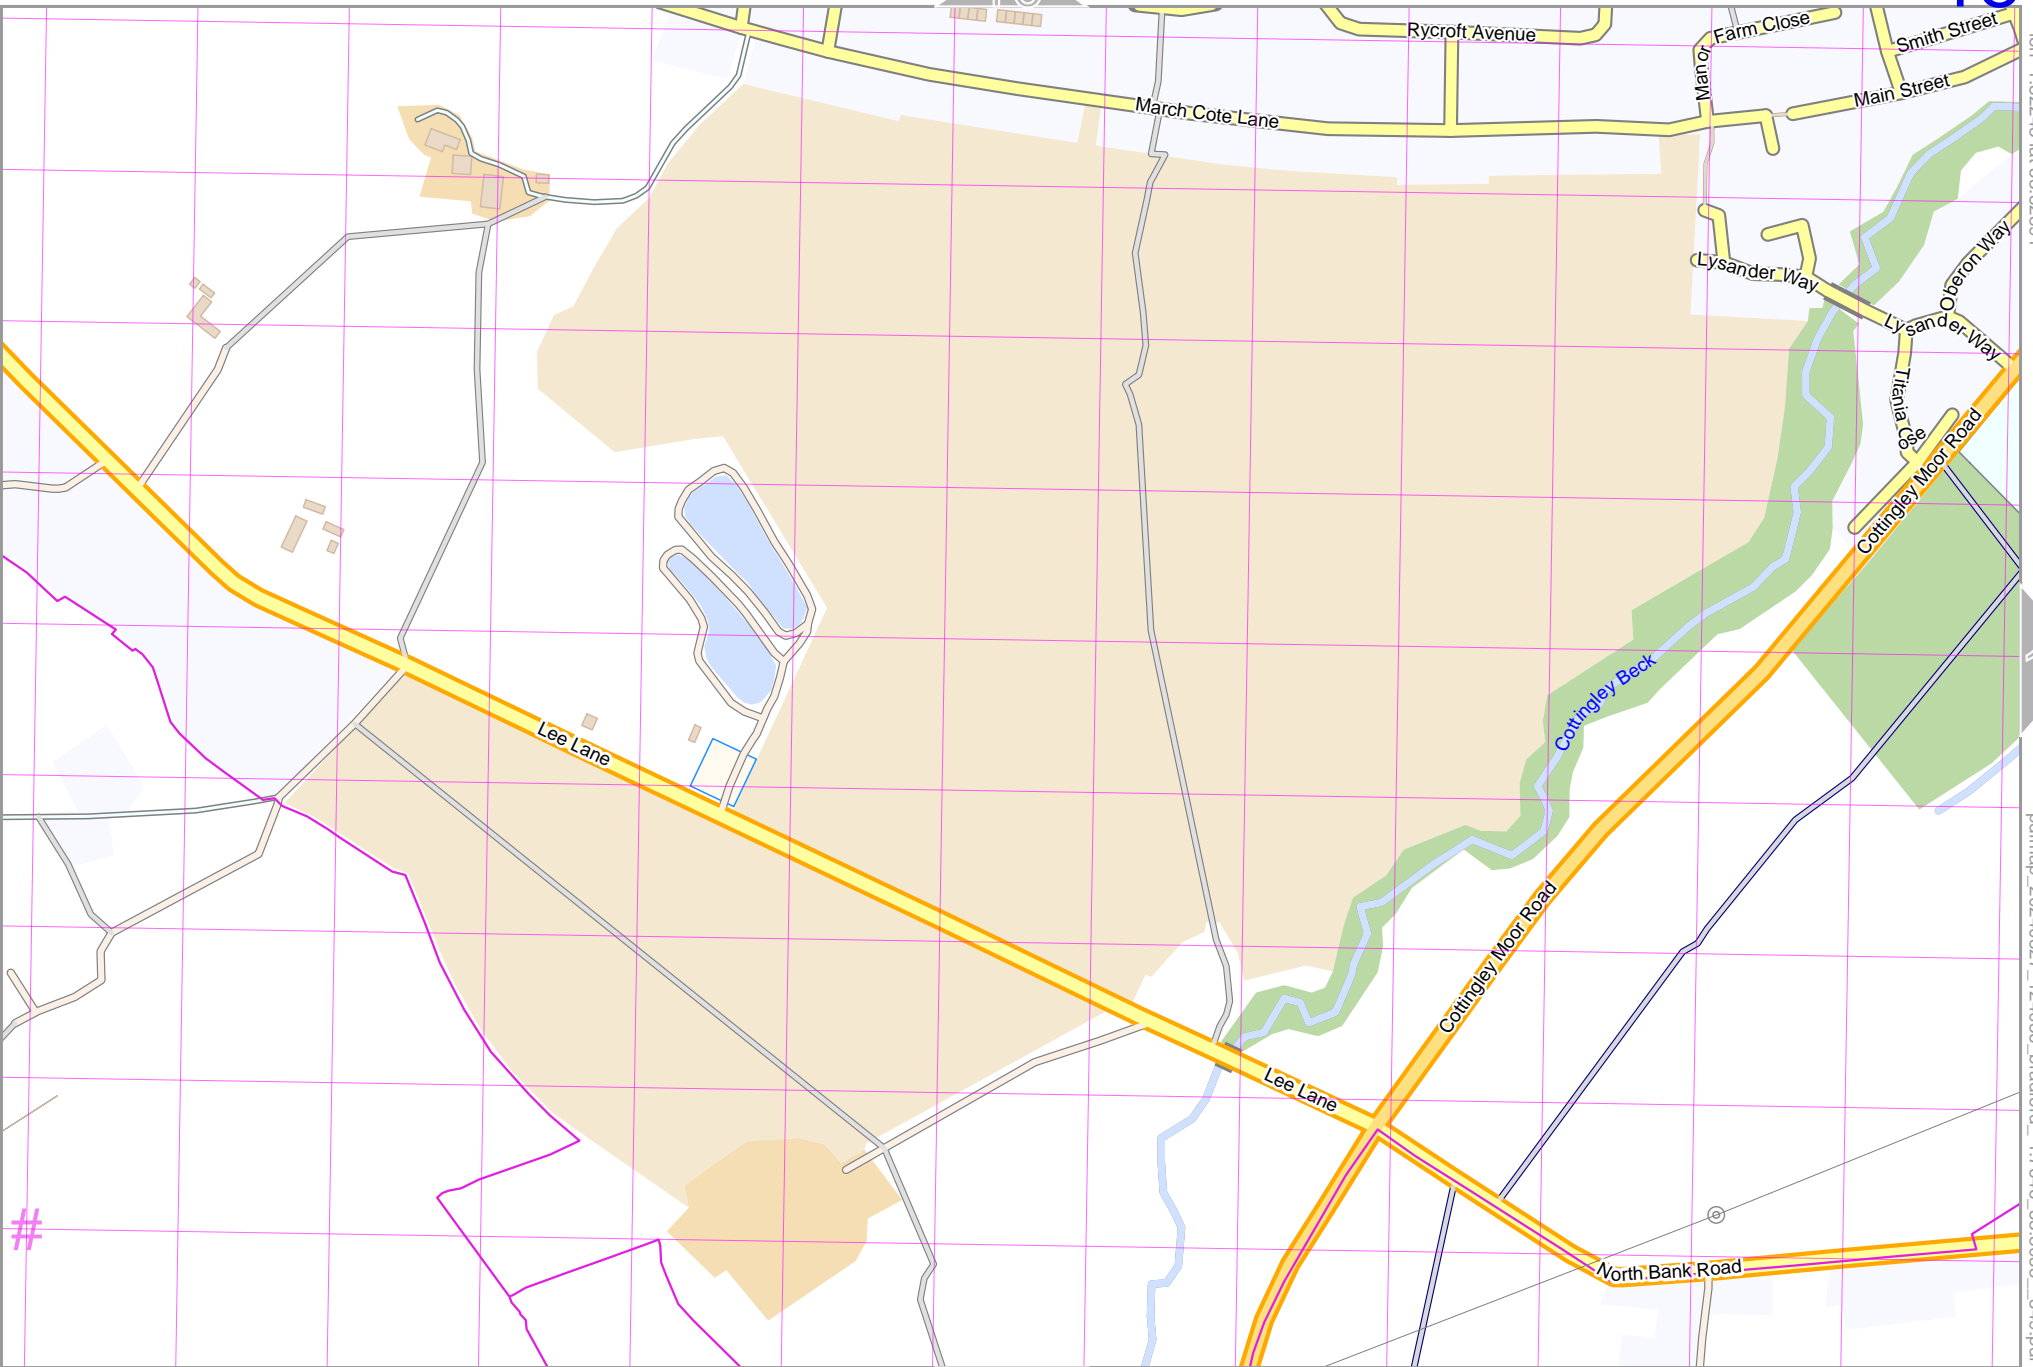 Rycroft Avenue
Farm Close
Smith Street
Manor
Main Street
March Cote Lane
Oberon Way
Lysander Way
Lysander Way
Titania Close
Cottingley Moor Road
Cottingley Beck
Lee Lane
Cottingley Moor Road
Lee Lane
#
North Bank Road